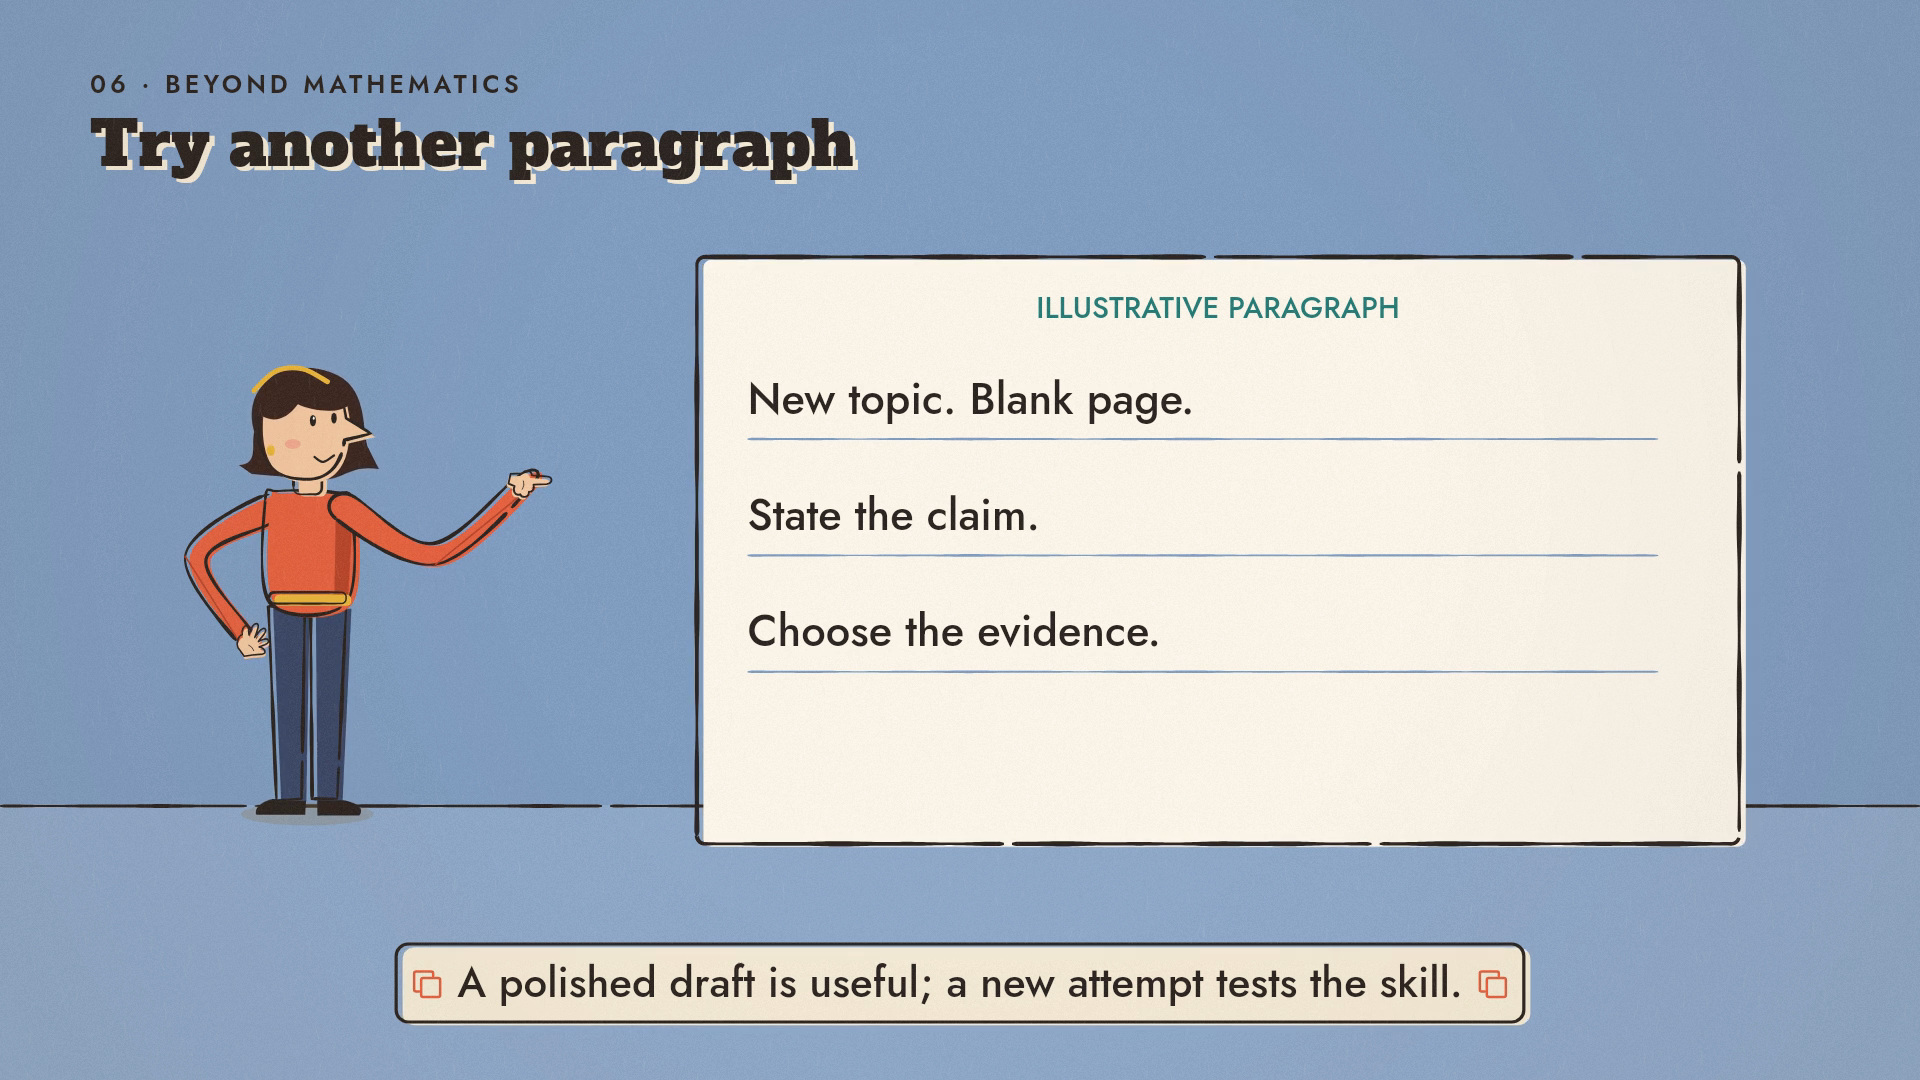 06 · BEYOND MATHEMATICS
Try another paragraph
ILLUSTRATIVE PARAGRAPH
New topic. Blank page.
State the claim.
Choose the evidence.
A polished draft is useful; a new attempt tests the skill.